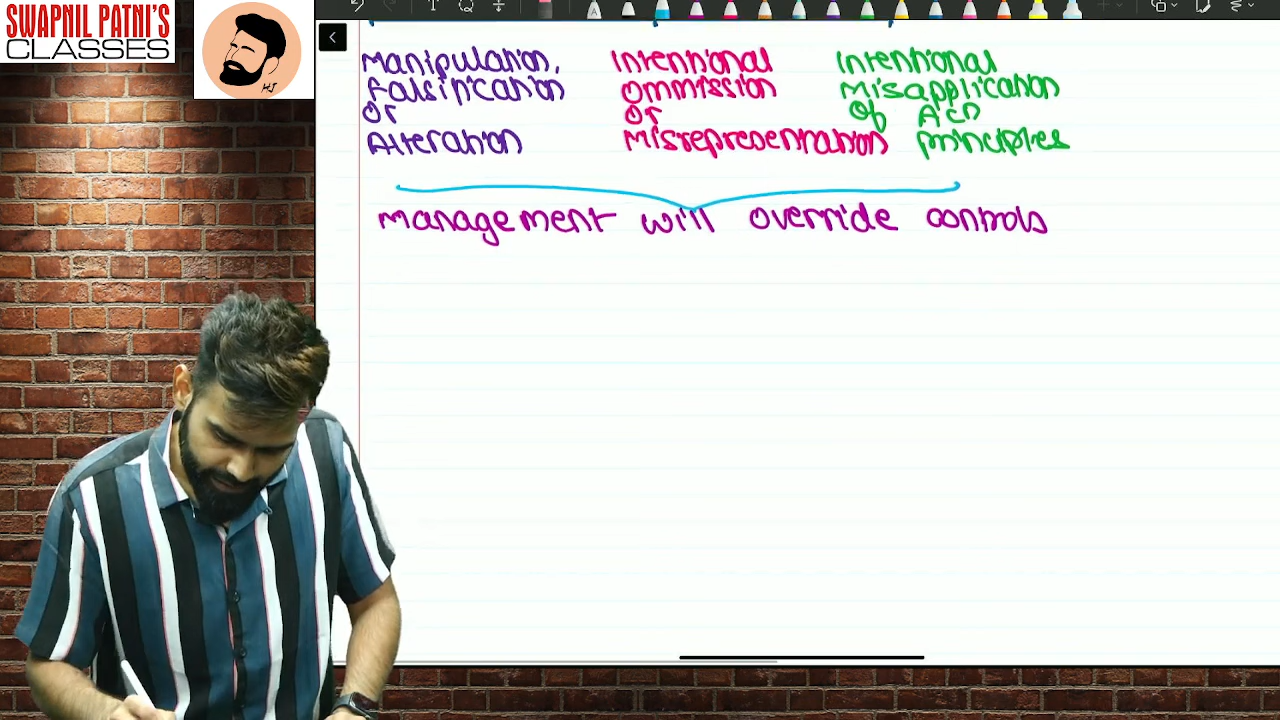 SWAPNIL PATNI'S
CLASSES
HJ
Manipulation,
Falsification
or
Alteration
Intentional
Ommission
or
Misrepresentation
Intentional
Misapplication
of Acn
principles
management will override controls